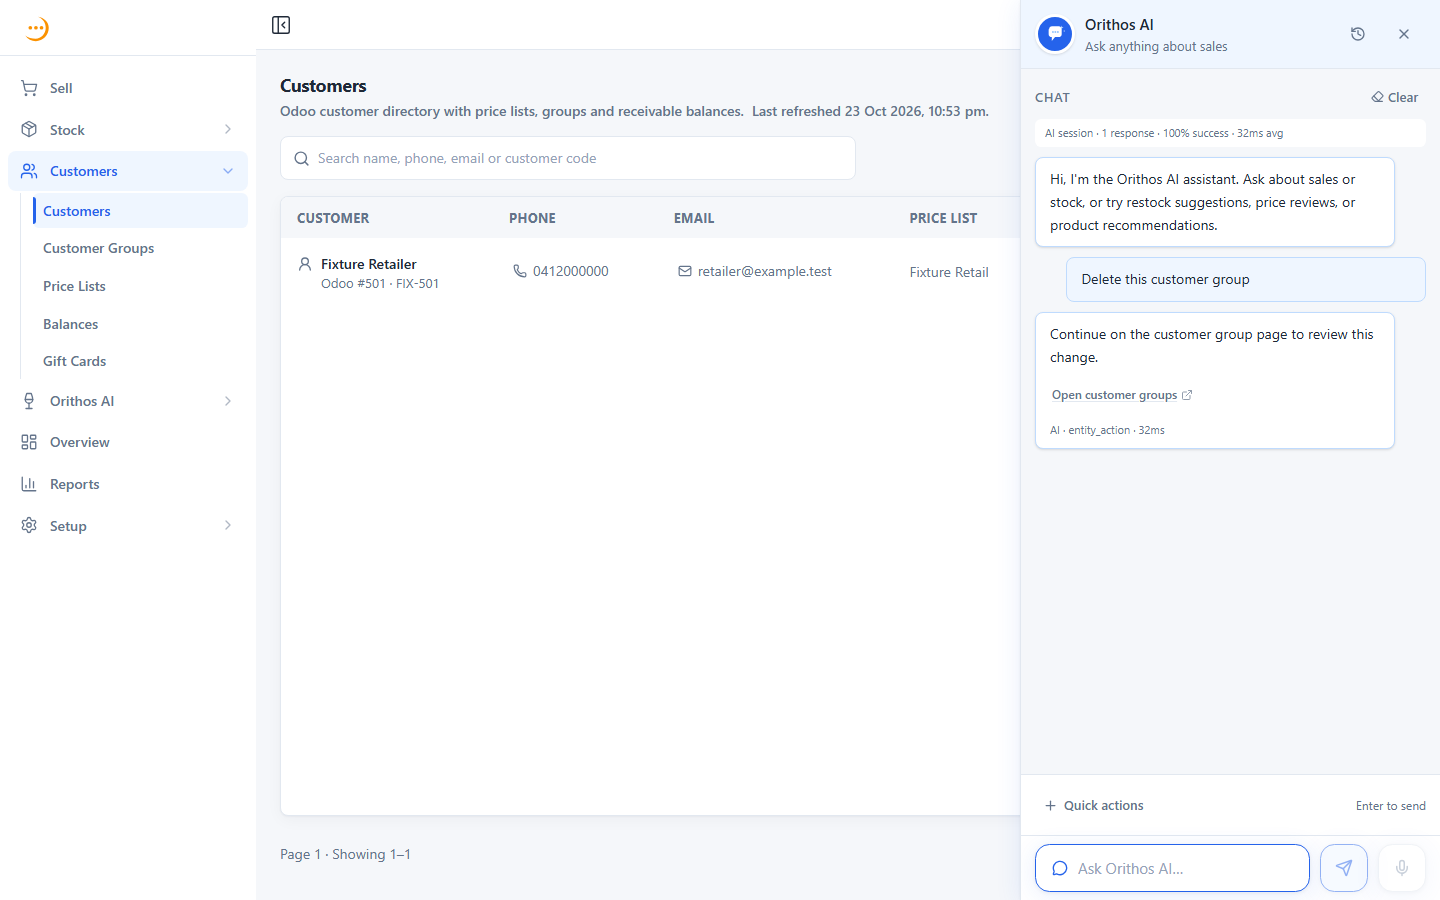 Sell
Stock
Customers
Customers
Customer Groups
Price Lists
Balances
Gift Cards
Orithos AI
Overview
Reports
Setup
Customers
Odoo customer directory with price lists, groups and receivable balances. Last refreshed 23 Oct 2026, 10:53 pm.
Search name, phone, email or customer code
CUSTOMER PHONE EMAIL PRICE LIST
Fixture Retailer 0412000000 retailer@example.test Fixture Retail
Odoo #501 · FIX-501
Page 1 · Showing 1–1
Orithos AI
Ask anything about sales
CHAT Clear
AI session · 1 response · 100% success · 32ms avg
Hi, I'm the Orithos AI assistant. Ask about sales or
stock, or try restock suggestions, price reviews, or
product recommendations.
Delete this customer group
Continue on the customer group page to review this
change.
Open customer groups
AI · entity_action · 32ms
Quick actions Enter to send
Ask Orithos AI...